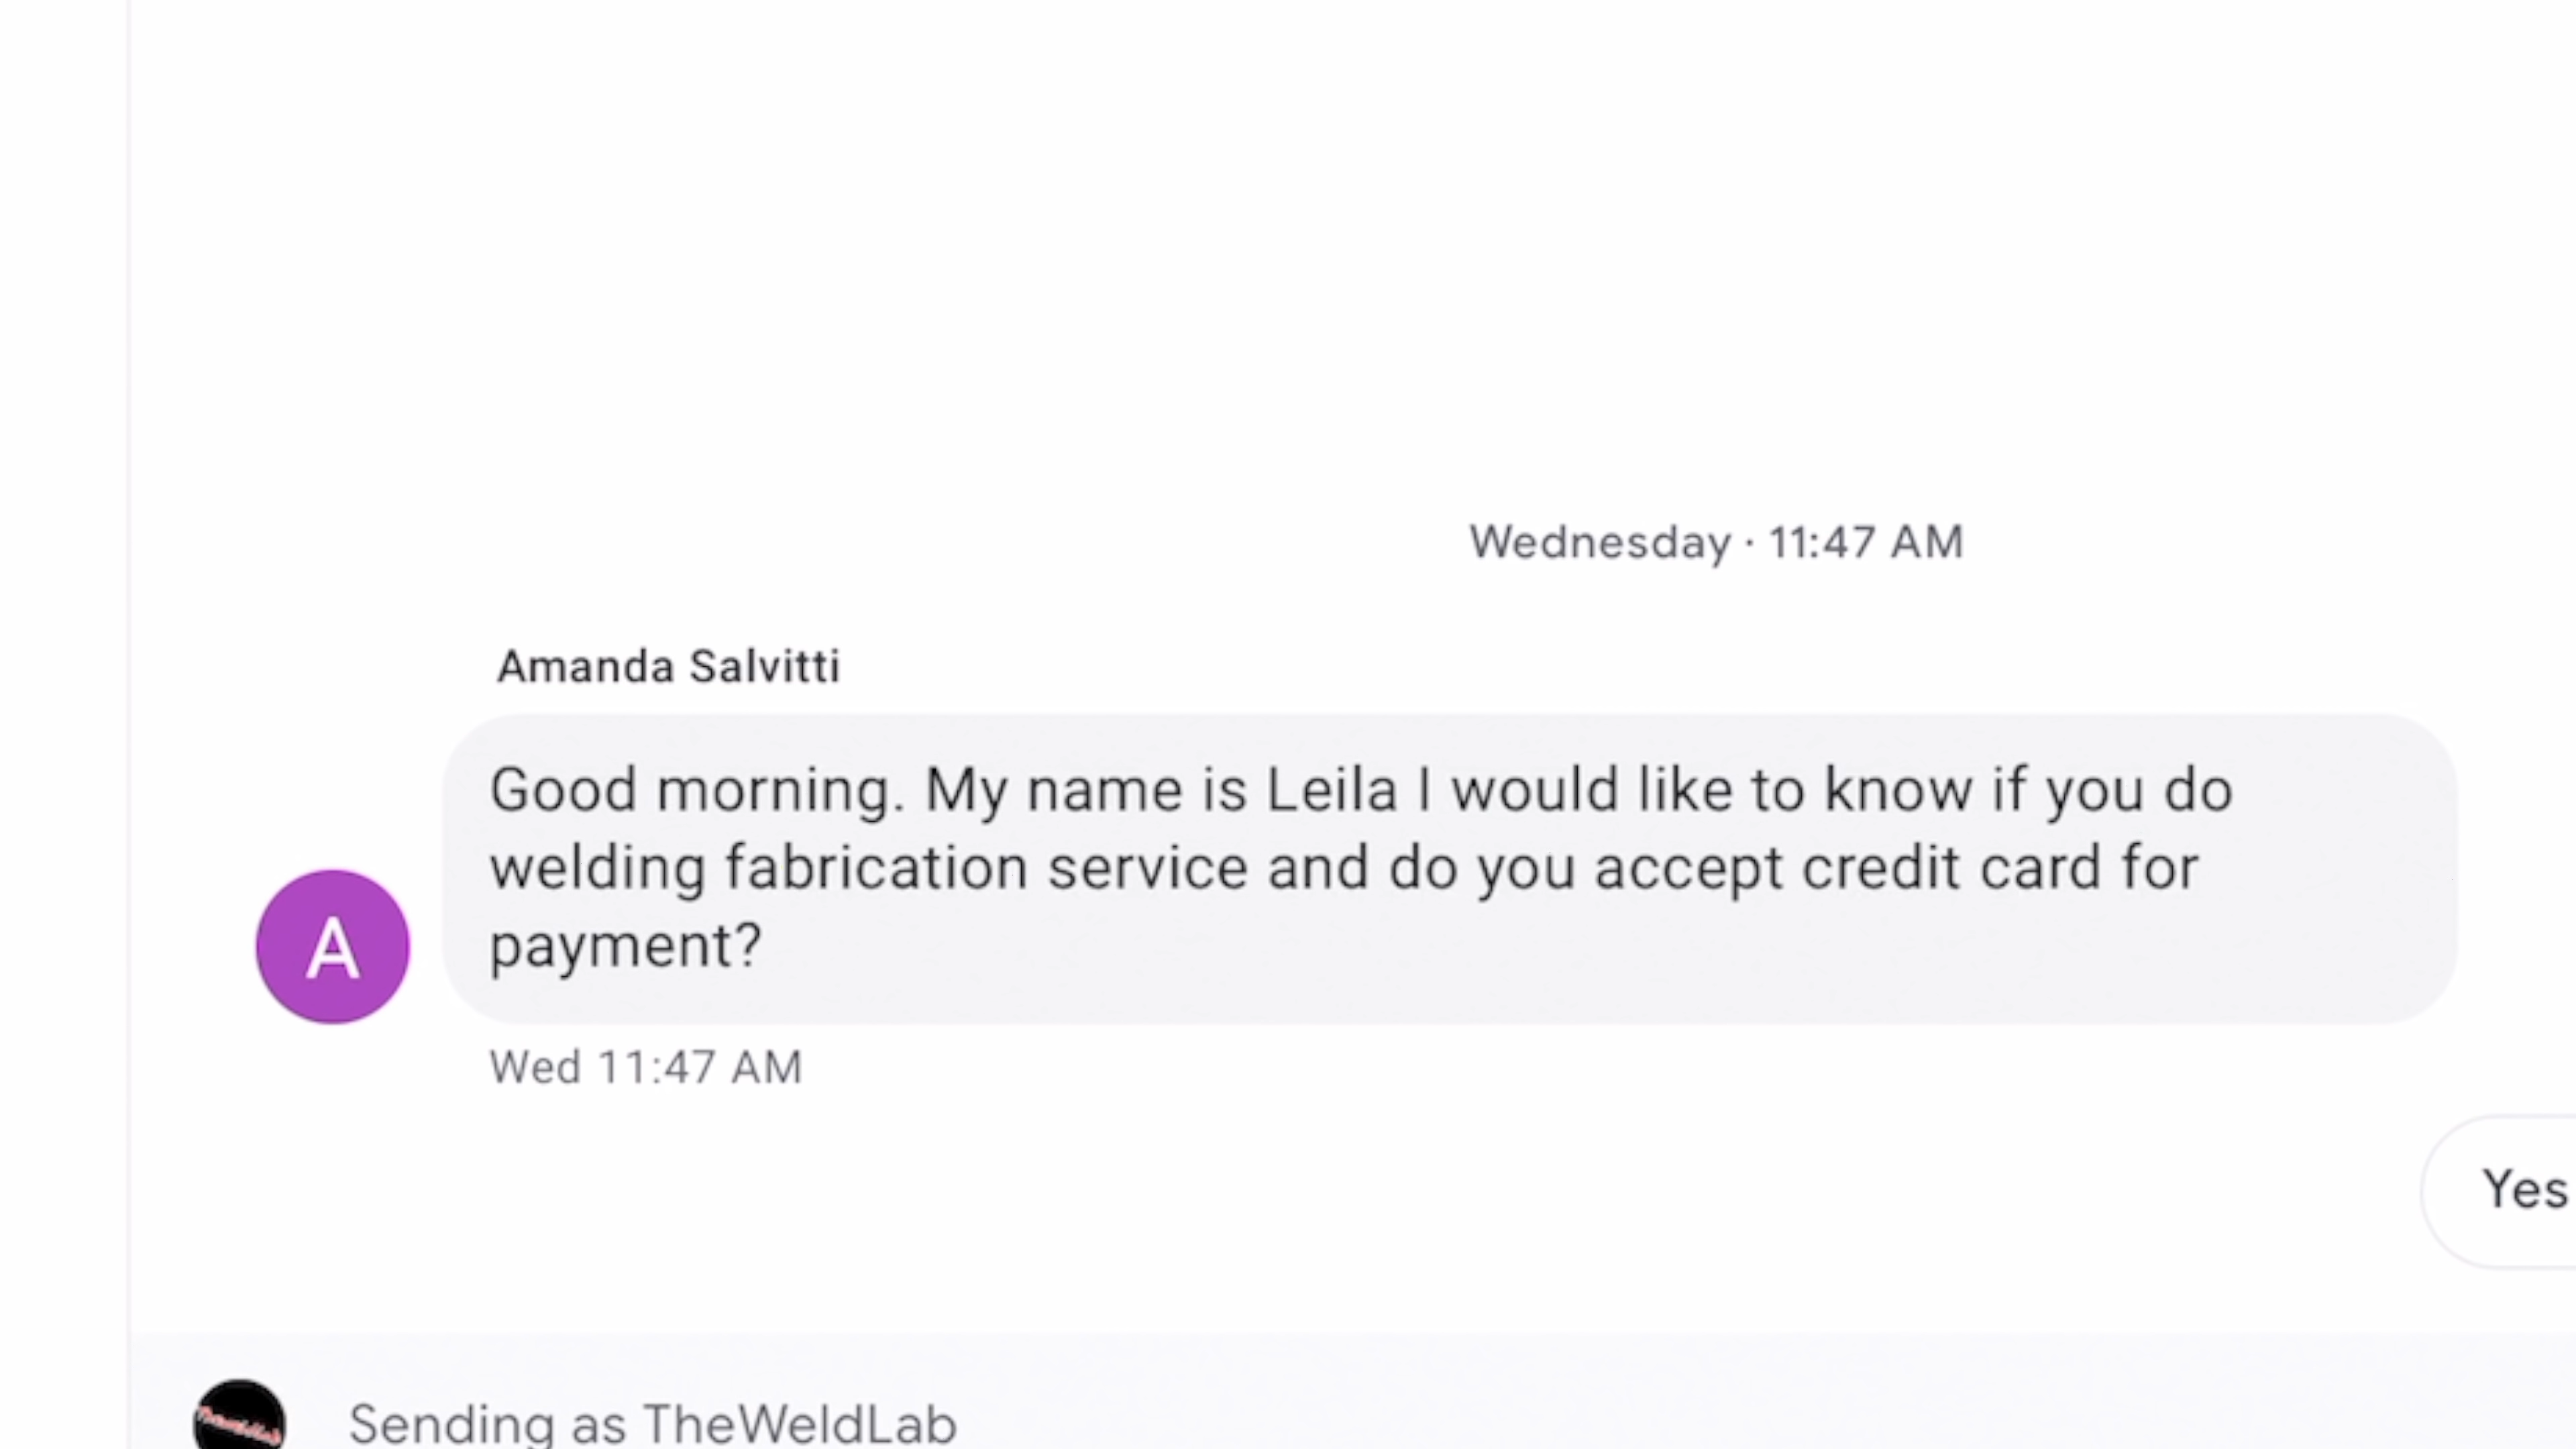 Wednesday · 11:47 AM
Amanda Salvitti
Good morning. My name is Leila I would like to know if you do
welding fabrication service and do you accept credit card for
payment?
A
Wed 11:47 AM
Yes
TheWeldLab
Sending as TheWeldLab